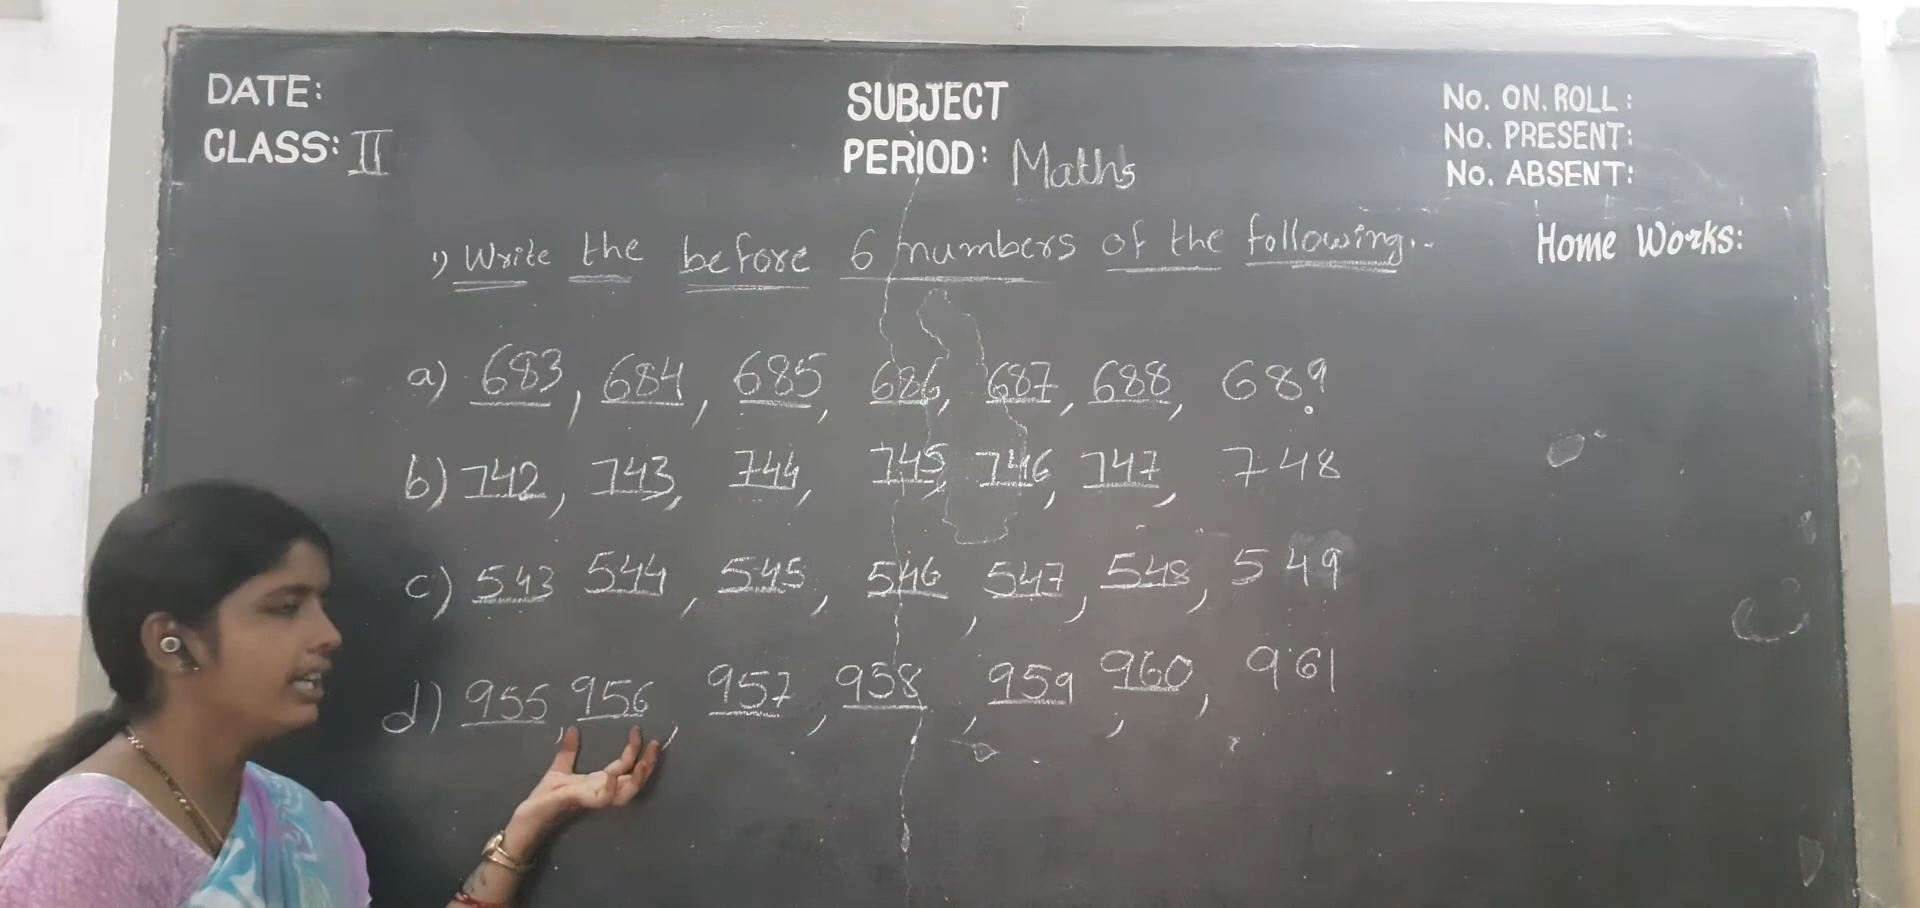 DATE:
CLASS: II
SUBJECT
PERIOD: Maths
No. ON. ROLL:
No. PRESENT:
No. ABSENT:
Home Works:
1) Write the before 6 numbers of the following:-
a) 683, 684, 685, 686, 687, 688, 689
b) 742, 743, 744, 745, 746, 747, 748
c) 543 544, 545, 546, 547, 548, 549
d) 955, 956, 957, 958, 959, 960, 961